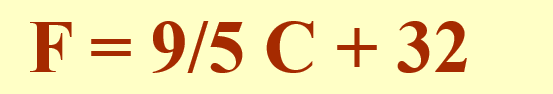 F = 9/5 C + 32